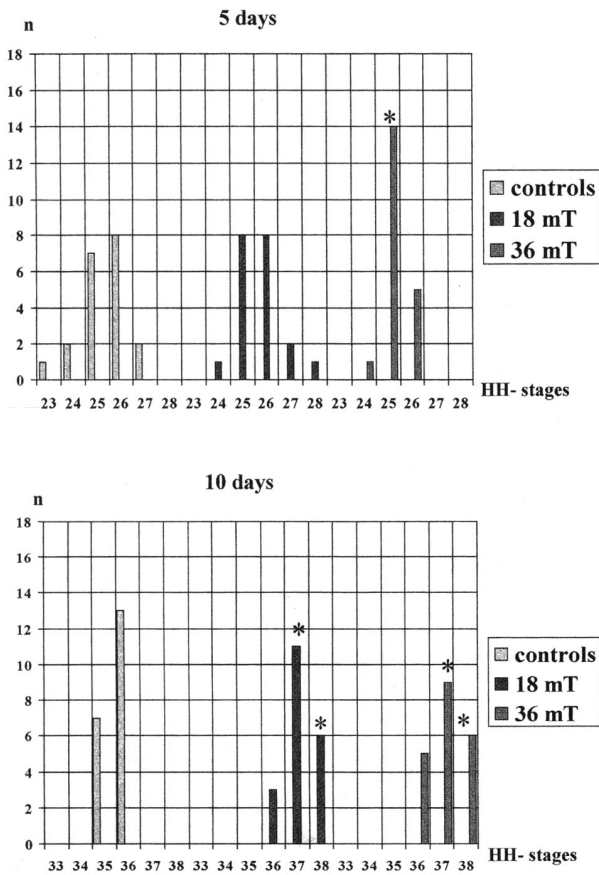 5 days
n
18
16
14
12
10
8
6
4
2
0
*
23 24 25 26 27 28 23 24 25 26 27 28 23 24 25 26 27 28
HH- stages
controls
18 mT
36 mT
10 days
n
18
16
14
12
10
8
6
4
2
0
* * * *
33 34 35 36 37 38 33 34 35 36 37 38 33 34 35 36 37 38
HH- stages
controls
18 mT
36 mT